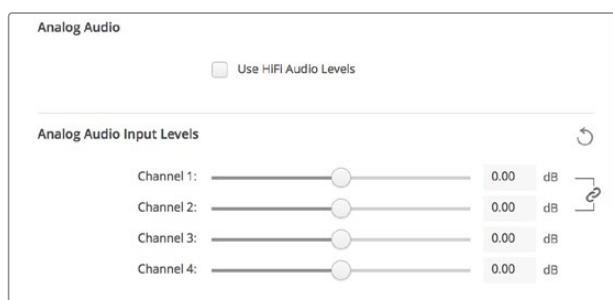 Analog Audio
Use HiFi Audio Levels
Analog Audio Input Levels
Channel 1: 0.00 dB
Channel 2: 0.00 dB
Channel 3: 0.00 dB
Channel 4: 0.00 dB